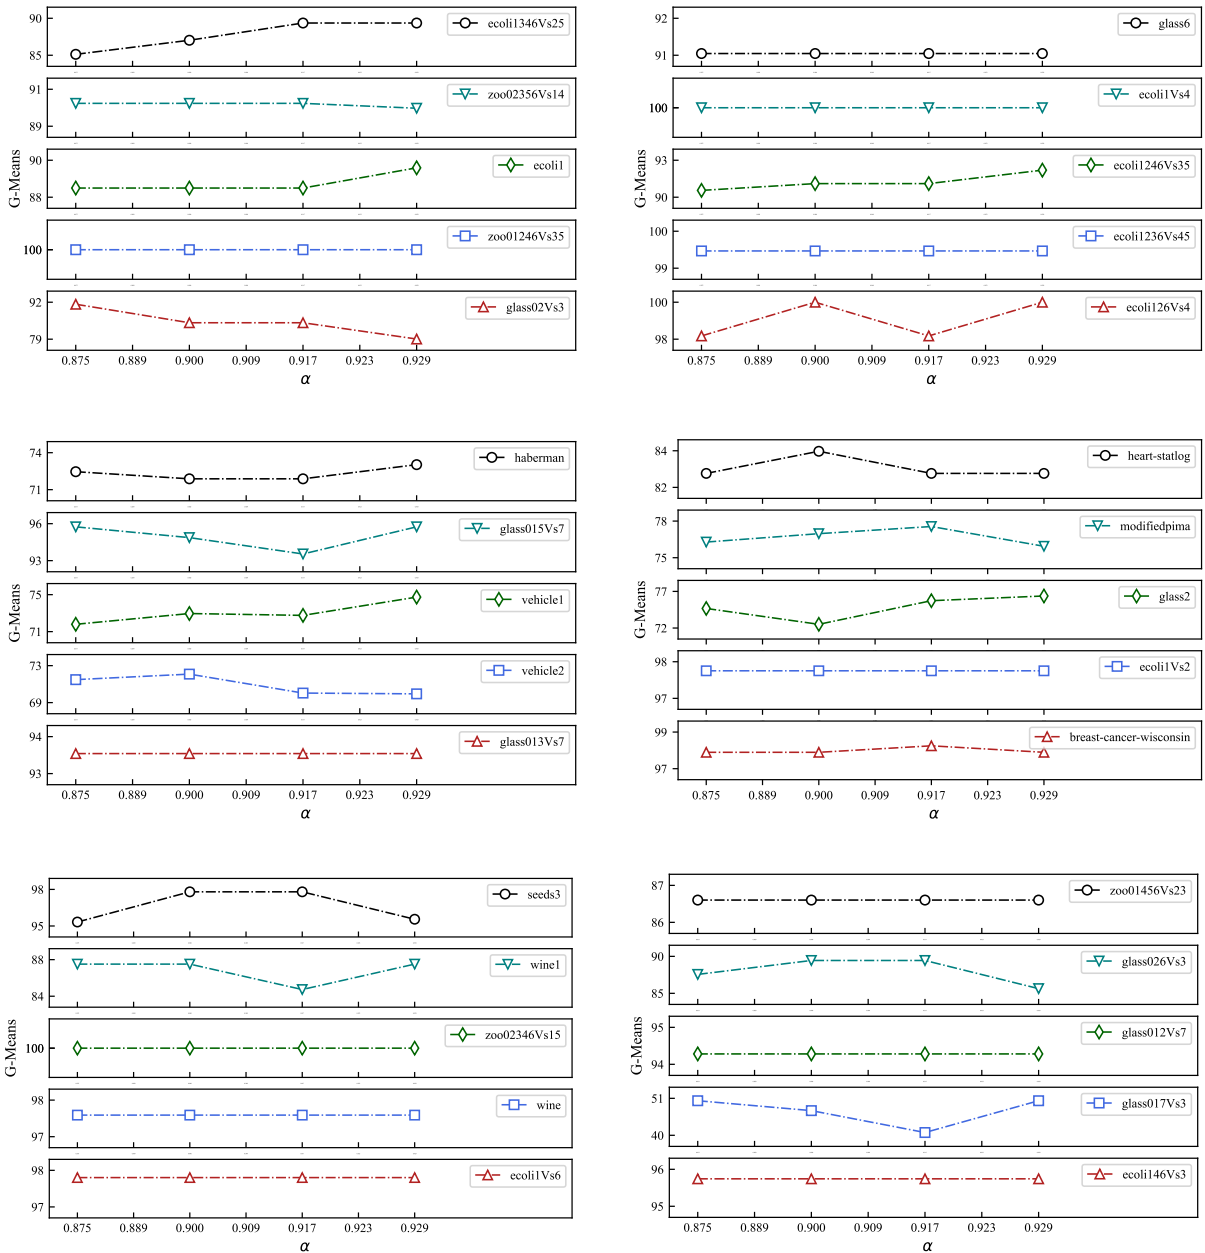 90
85
ecoli1346Vs25
91
89
zoo02356Vs14
90
88
ecoli1
100
zoo01246Vs35
92
79
glass02Vs3
G-Means
0.875 0.889 0.900 0.909 0.917 0.923 0.929
α
92
91
glass6
100
ecoli1Vs4
93
90
ecoli1246Vs35
100
99
ecoli1236Vs45
100
98
ecoli126Vs4
0.875 0.889 0.900 0.909 0.917 0.923 0.929
α
74
71
haberman
96
93
glass015Vs7
75
71
vehicle1
73
69
vehicle2
94
93
glass013Vs7
G-Means
0.875 0.889 0.900 0.909 0.917 0.923 0.929
α
84
82
heart-statlog
78
75
modifiedpima
77
72
glass2
98
97
ecoli1Vs2
99
97
breast-cancer-wisconsin
G-Means
0.875 0.889 0.900 0.909 0.917 0.923 0.929
α
98
95
seeds3
88
84
wine1
100
zoo02346Vs15
98
97
wine
98
97
ecoli1Vs6
G-Means
0.875 0.889 0.900 0.909 0.917 0.923 0.929
α
87
86
zoo01456Vs23
90
85
glass026Vs3
95
94
glass012Vs7
51
40
glass017Vs3
96
95
ecoli146Vs3
G-Means
0.875 0.889 0.900 0.909 0.917 0.923 0.929
α